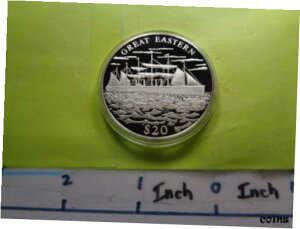 GREAT EASTERN
$20
2 1 0
Inch Inch
coins